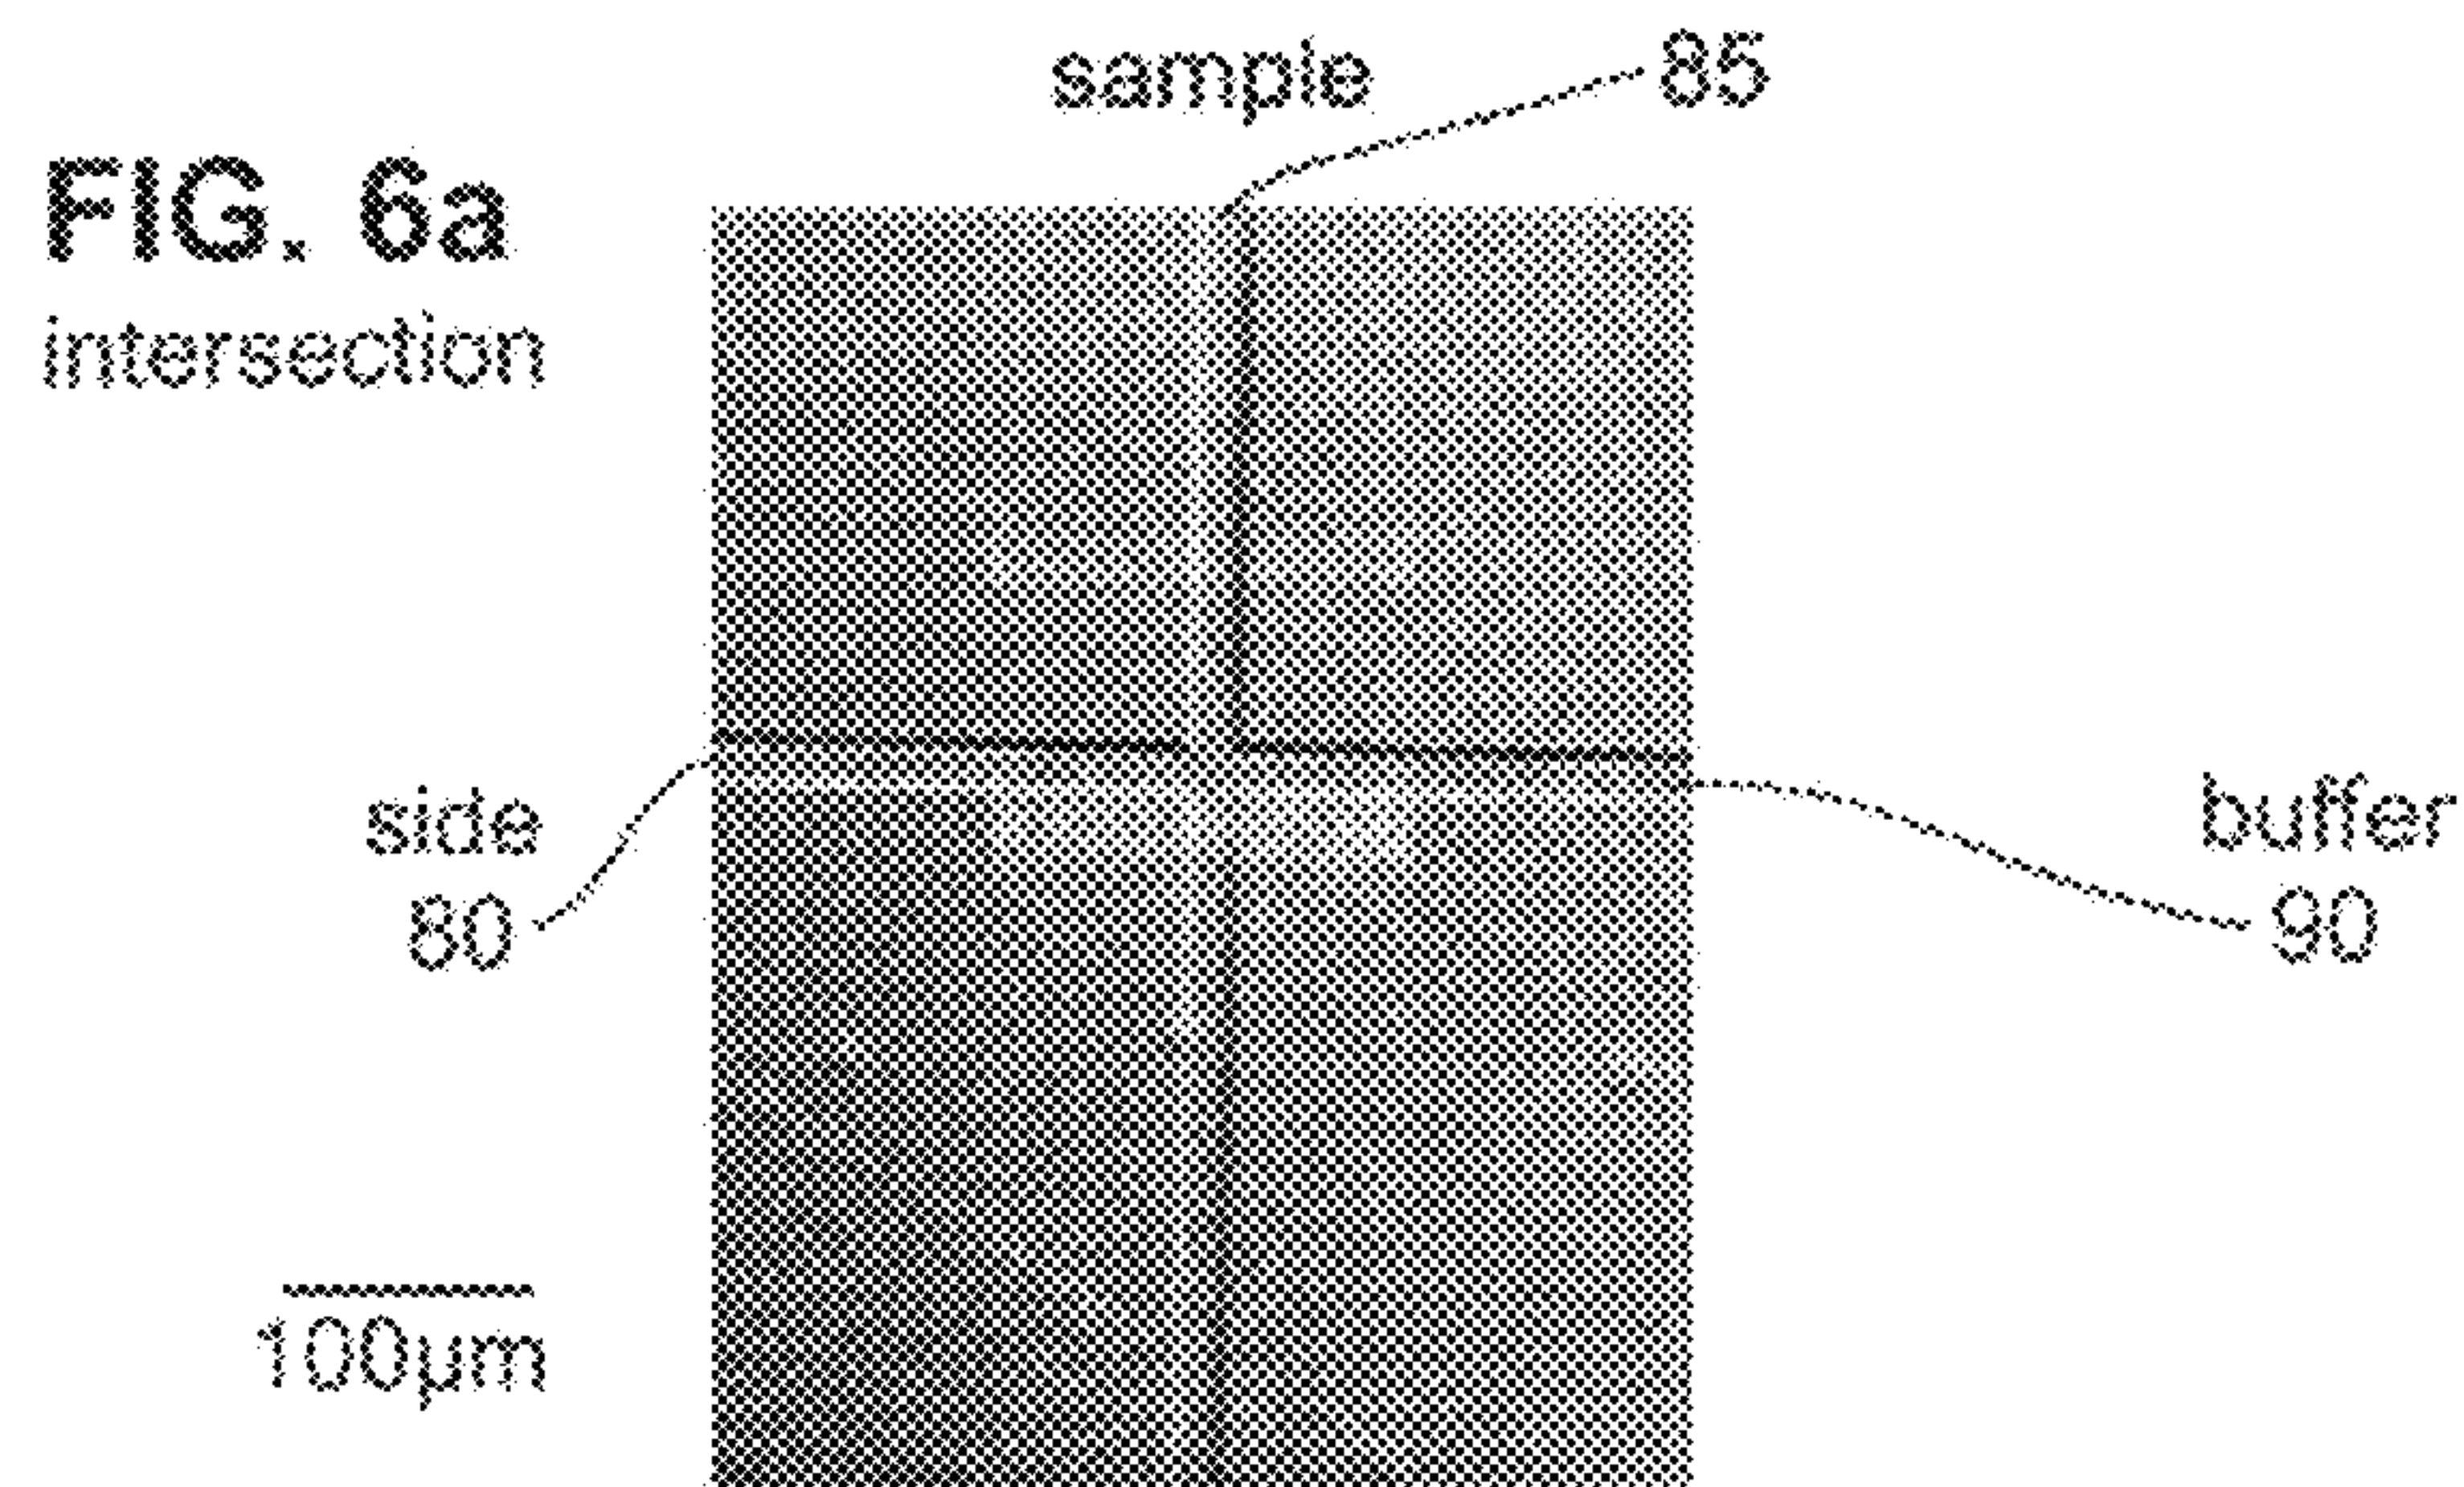 sample 85
FIG. 6a
intersection
side
80
buffer
90
100µm